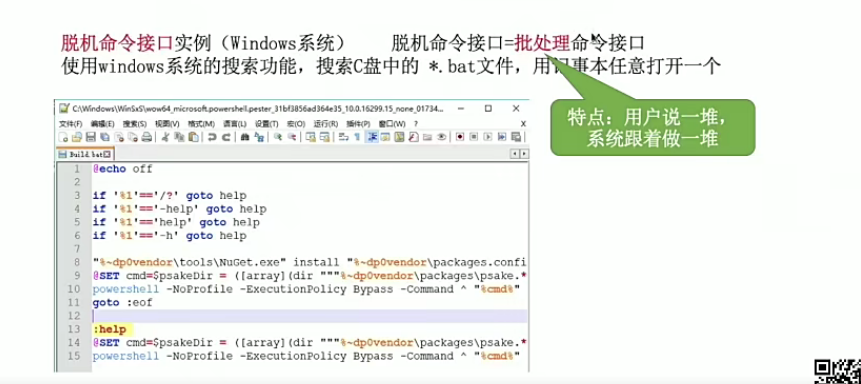 脱机命令接口实例（Windows系统） 脱机命令接口=批处理命令接口
使用windows系统的搜索功能，搜索C盘中的 *.bat文件，用记事本任意打开一个
特点：用户说一堆，
系统跟着做一堆
C:\Windows\WinSxS\wow64_microsoft.powershell.pester_31bf3856ad364e35_10.0.16299.15_none_01734...
文件(F) 编辑(E) 搜索(S) 视图(V) 格式(M) 语言(L) 设置(T) 宏(O) 运行(R) 插件(P) 窗口(W) ?
Build.bat
1 @echo off
2
3 if '%1'=='/?' goto help
4 if '%1'=='-help' goto help
5 if '%1'=='help' goto help
6 if '%1'=='-h' goto help
7
8 "%~dp0vendor\tools\NuGet.exe" install "%~dp0vendor\packages.confi
9 @SET cmd=$psakeDir = ([array](dir """%~dp0vendor\packages\psake.*
10 powershell -NoProfile -ExecutionPolicy Bypass -Command ^ "%cmd%"
11 goto :eof
12
13 :help
14 @SET cmd=$psakeDir = ([array](dir """%~dp0vendor\packages\psake.*
15 powershell -NoProfile -ExecutionPolicy Bypass -Command ^ "%cmd%"